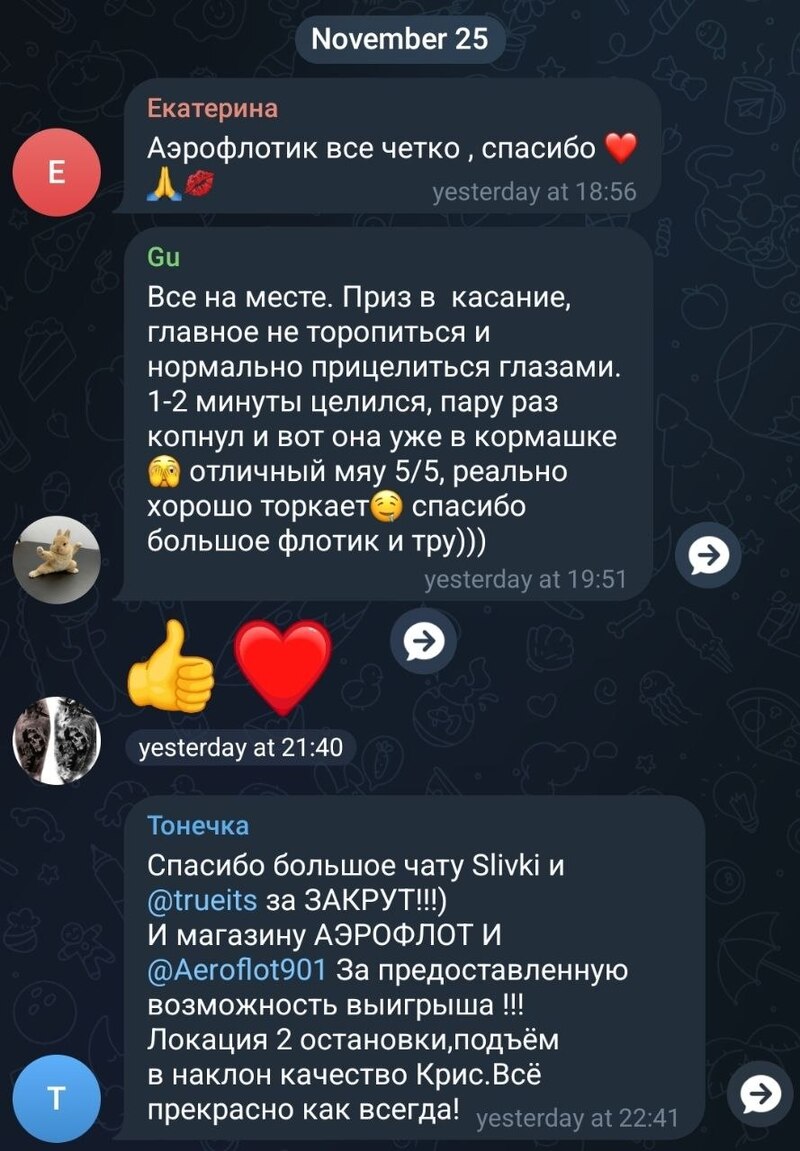 November 25
Екатерина
Аэрофлотик все четко , спасибо ❤️
🙏💋
yesterday at 18:56
E
Gu
Все на месте. Приз в  касание,
главное не торопиться и
нормально прицелиться глазами.
1-2 минуты целился, пару раз
копнул и вот она уже в кормашке
🫣 отличный мяу 5/5, реально
хорошо торкает🤤 спасибо
большое флотик и тру)))
yesterday at 19:51
👍❤️
yesterday at 21:40
Тонечка
Спасибо большое чату Slivki и
@trueits за ЗАКРУТ!!!)
И магазину АЭРОФЛОТ И
@Aeroflot901 За предоставленную
возможность выигрыша !!!
Локация 2 остановки,подъём
в наклон качество Крис.Всё
прекрасно как всегда!
yesterday at 22:41
Т